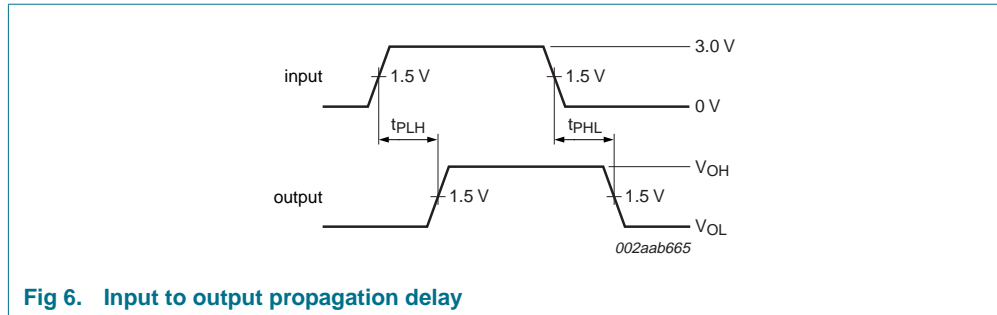 3.0 V
input
1.5 V
1.5 V
0 V
tPLH
tPHL
VOH
output
1.5 V
1.5 V
VOL
002aab665
Fig 6. Input to output propagation delay